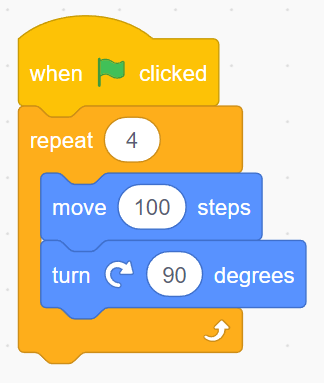 when clicked
repeat 4
move 100 steps
turn 90 degrees